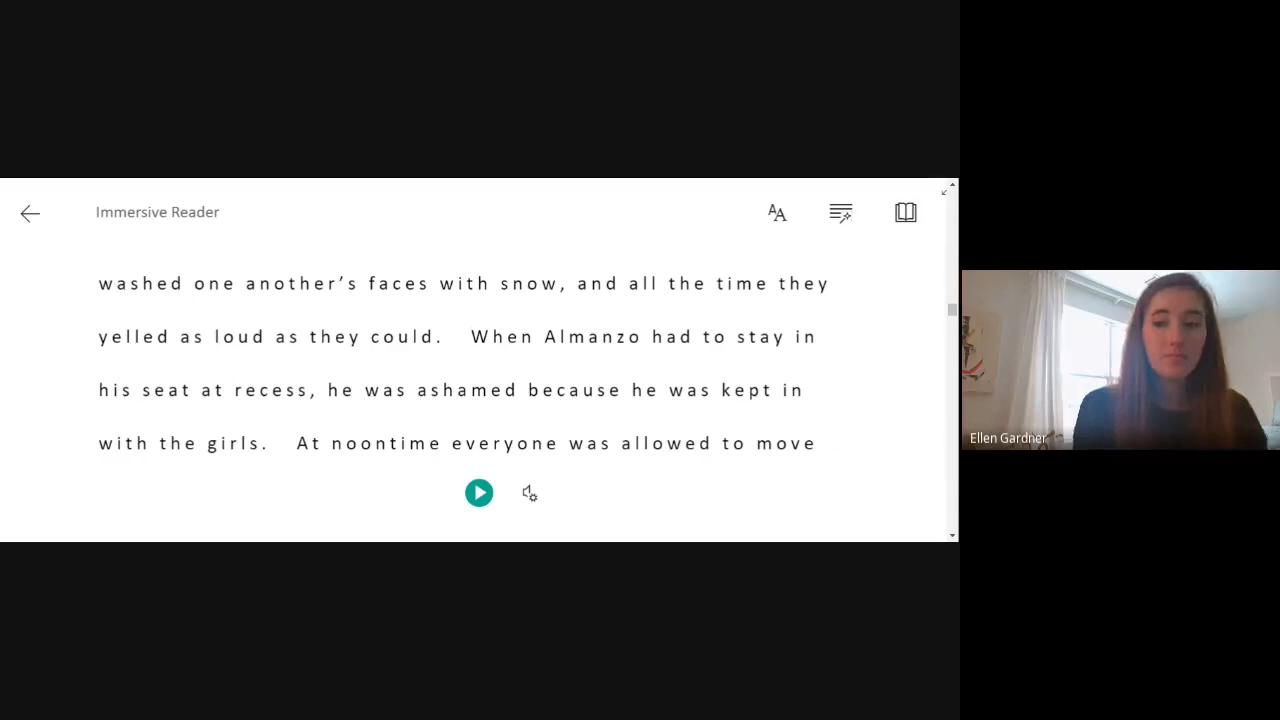 Immersive Reader
washed one another’s faces with snow, and all the time they
yelled as loud as they could. When Almanzo had to stay in
his seat at recess, he was ashamed because he was kept in
with the girls. At noontime everyone was allowed to move
Ellen Gardner